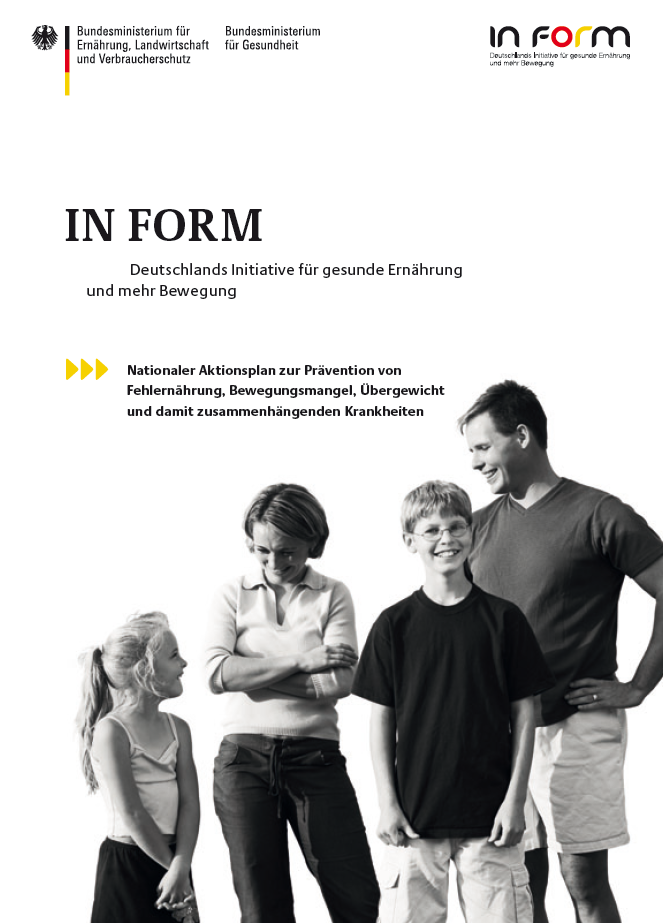 Bundesministerium für
Ernährung, Landwirtschaft
und Verbraucherschutz
Bundesministerium
für Gesundheit
IN FORM
Deutschlands Initiative für gesunde Ernährung
und mehr Bewegung
IN FORM
Deutschlands Initiative für gesunde Ernährung
und mehr Bewegung
Nationaler Aktionsplan zur Prävention von
Fehlernährung, Bewegungsmangel, Übergewicht
und damit zusammenhängenden Krankheiten